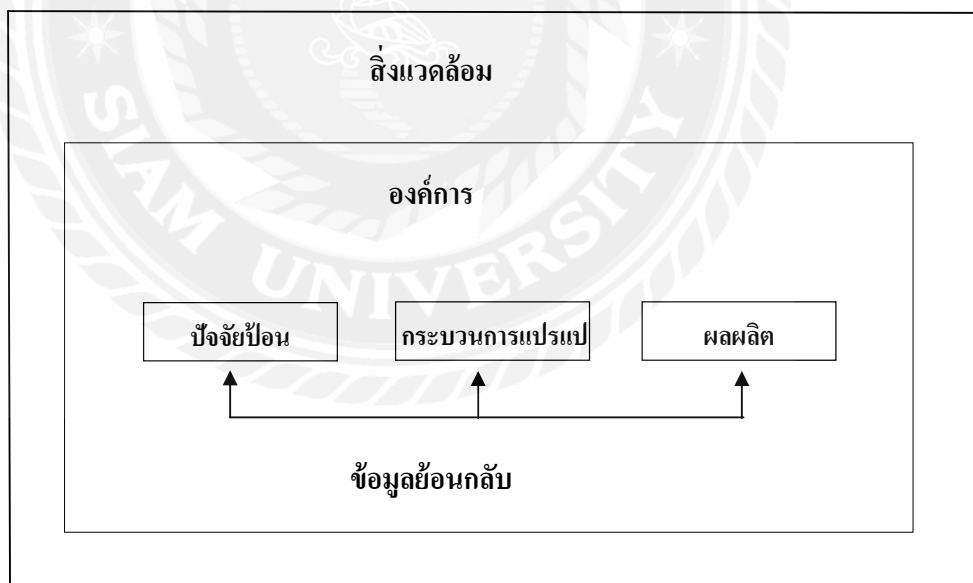 สิ่งแวดล้อม
องค์การ
SIAM UNIVERSITY
ปัจจัยป้อน
กระบวนการแปรแป
ผลผลิต
ข้อมูลย้อนกลับ